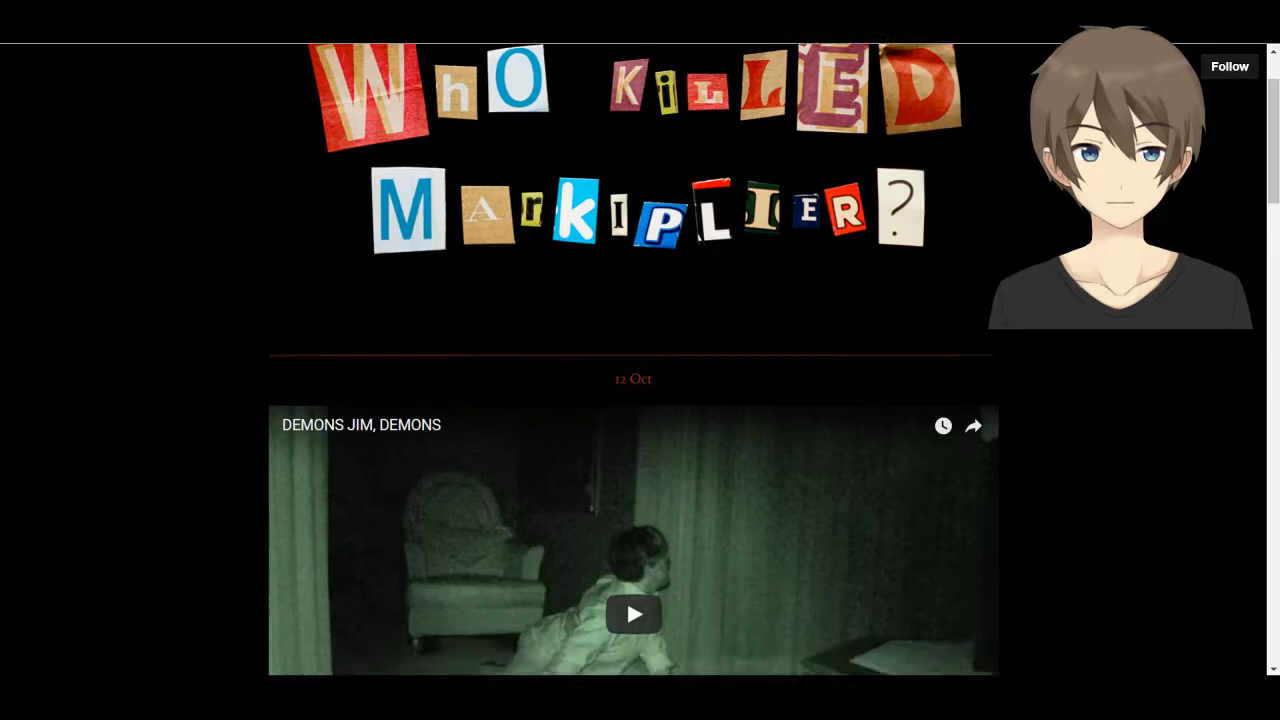 WhO KiLLED
MArkIPLIER?
Follow
12 Oct
DEMONS JIM, DEMONS